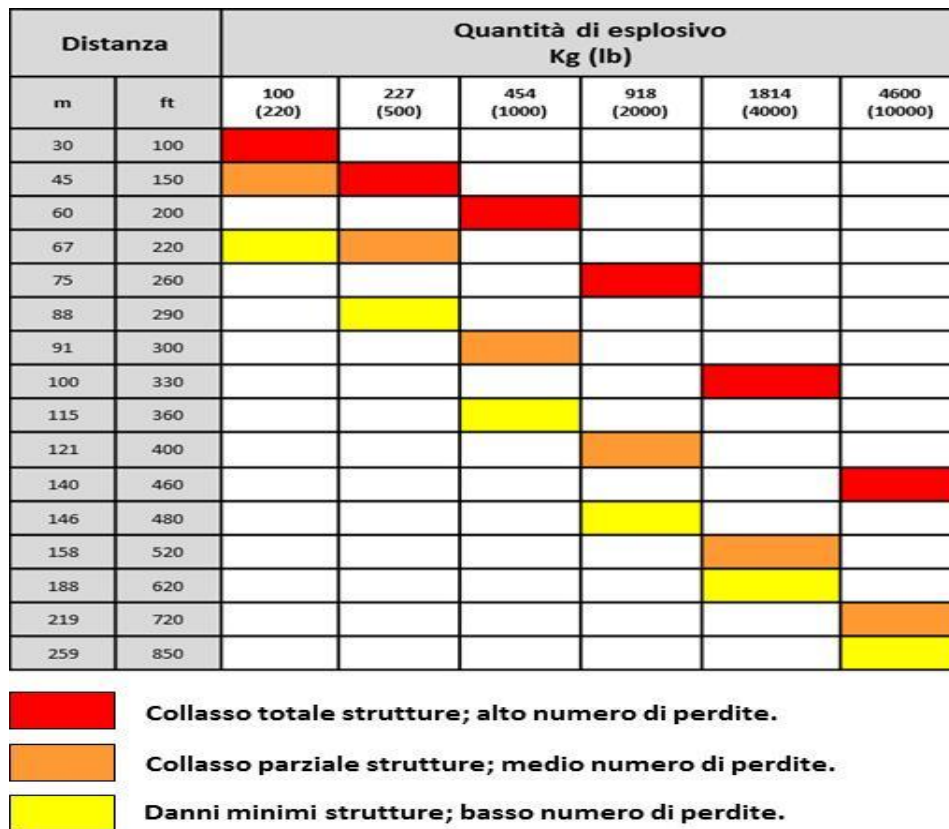 Distanza
Quantità di esplosivo
Kg (lb)
m ft 100 227 454 918 1814 4600
(220) (500) (1000) (2000) (4000) (10000)
30 100
45 150
60 200
67 220
75 260
88 290
91 300
100 330
115 360
121 400
140 460
146 480
158 520
188 620
219 720
259 850
Collasso totale strutture; alto numero di perdite.
Collasso parziale strutture; medio numero di perdite.
Danni minimi strutture; basso numero di perdite.